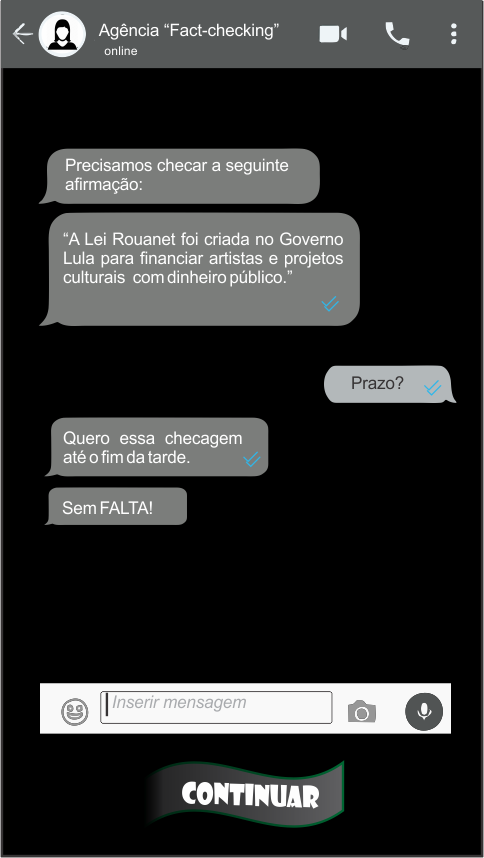 Agência “Fact-checking”
online
Precisamos checar a seguinte
afirmação:
“A Lei Rouanet foi criada no Governo
Lula para financiar artistas e projetos
culturais com dinheiro público.”
Prazo?
Quero essa checagem
até o fim da tarde.
Sem FALTA!
Inserir mensagem
CONTINUAR